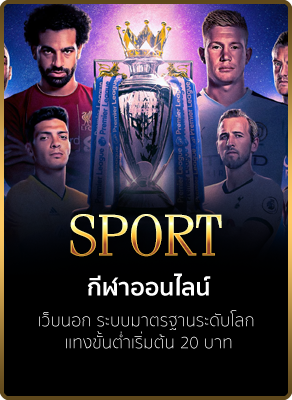 Premier League
SPORT
กีฬาออนไลน์
เว็บนอก ระบบมาตรฐานระดับโลก
แทงขั้นต่ำเริ่มต้น 20 บาท